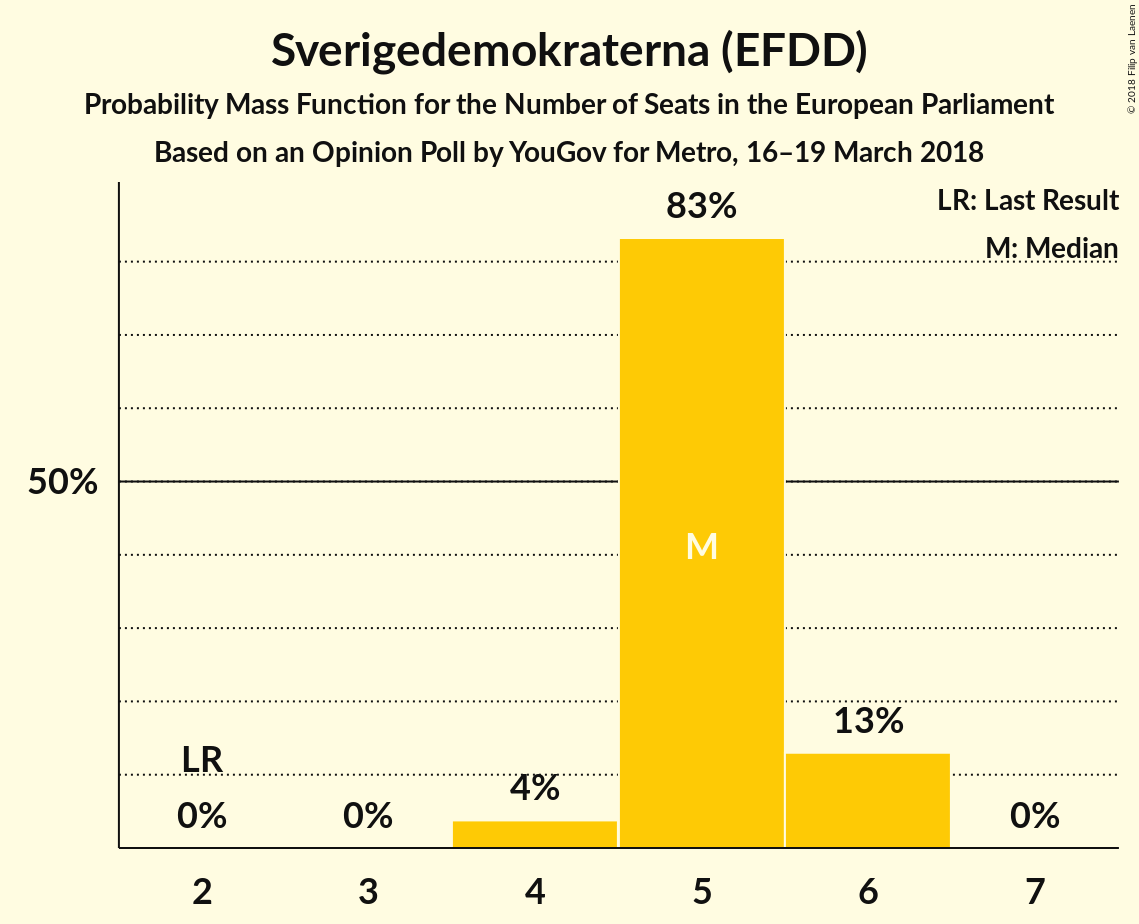 Sverigedemokraterna (EFDD)
Probability Mass Function for the Number of Seats in the European Parliament
Based on an Opinion Poll by YouGov for Metro, 16–19 March 2018
© 2018 Filip van Laenen
LR: Last Result
M: Median
83%
50%
M
13%
LR
4%
0%
0%
0%
2
3
4
5
6
7